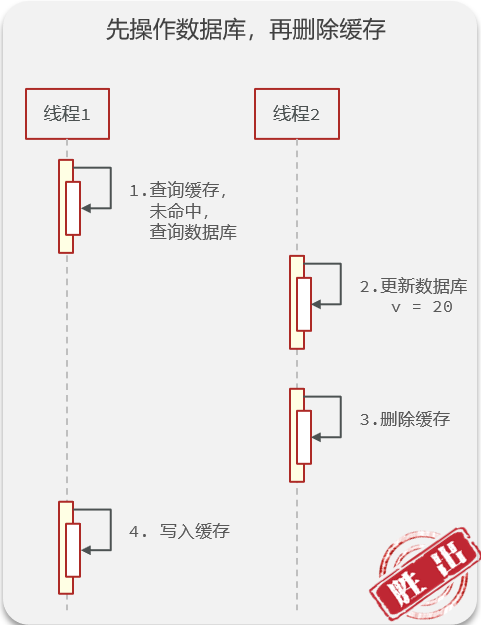 先操作数据库，再删除缓存
线程1
线程2
1.查询缓存，
未命中，
查询数据库
2.更新数据库
v = 20
3.删除缓存
4. 写入缓存
胜出